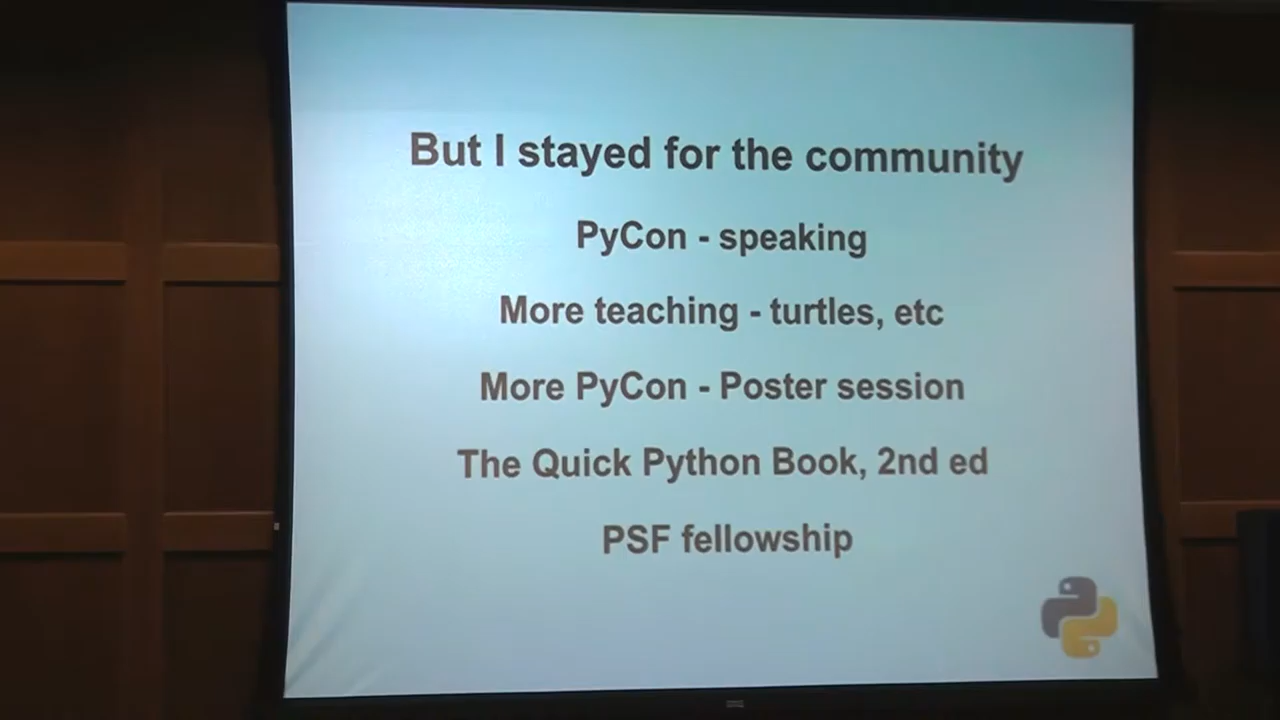 But I stayed for the community
PyCon - speaking
More teaching - turtles, etc
More PyCon - Poster session
The Quick Python Book, 2nd ed
PSF fellowship